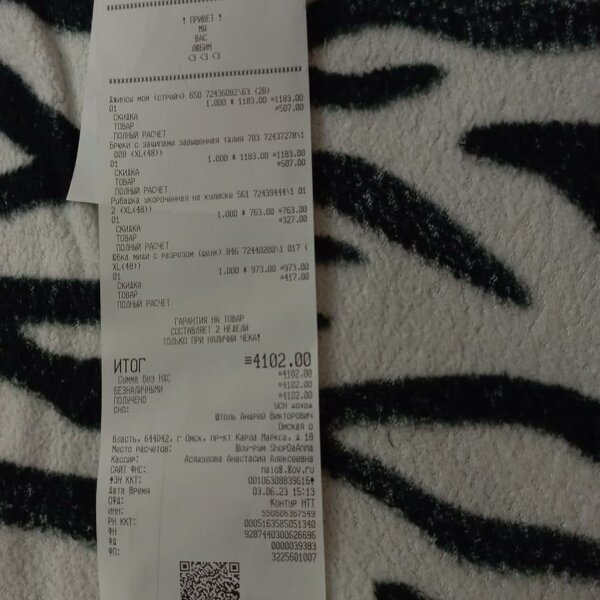 ! ПРИВЕТ !
МЫ
ВАС
ЛЮБИМ
<3 <3 <3
Джинсы мом (стрейч) 650 72436082\63 (28)
01 1.000 * 1183.00 =1183.00
СКИДКА =507.00
ТОВАР
ПОЛНЫЙ РАСЧЕТ
Брюки с защипами завышенная талия 703 72437278\1
008 (XL(48))
01 1.000 * 1183.00 =1183.00
СКИДКА =507.00
ТОВАР
ПОЛНЫЙ РАСЧЕТ
Рубашка укороченная на кулиске 561 72439444\1 01
2 (XL(48))
01 1.000 * 763.00 =763.00
СКИДКА =327.00
ТОВАР
ПОЛНЫЙ РАСЧЕТ
Юбка миди с разрезом (шелк) 846 72440200\1 017 (
XL(48))
01 1.000 * 973.00 =973.00
СКИДКА =417.00
ТОВАР
ПОЛНЫЙ РАСЧЕТ
ГАРАНТИЯ НА ТОВАР
СОСТАВЛЯЕТ 2 НЕДЕЛИ
ТОЛЬКО ПРИ НАЛИЧИИ ЧЕКА!
ИТОГ =4102.00
Сумма без НДС =4102.00
БЕЗНАЛИЧНЫМИ =4102.00
ПОЛУЧЕНО =4102.00
СНО: УСН доход
Штоль Андрей Викторович
Омская о
бласть, 644042, г Омск, пр-кт Карла Маркса, д 18
Место расчетов: Шоу-рум ShopDaAnna
Кассир: Асядулова Анастасия Алексеевна
САЙТ ФНС: nalog.gov.ru
ЗН ККТ: 00106308839616
Дата Время 03.06.23 15:13
ОФД: Контур НТТ
ИНН: 550606367549
РН ККТ: 0005163585051340
ФН 9287440300626696
ФД 0000039383
ФП: 3225601007